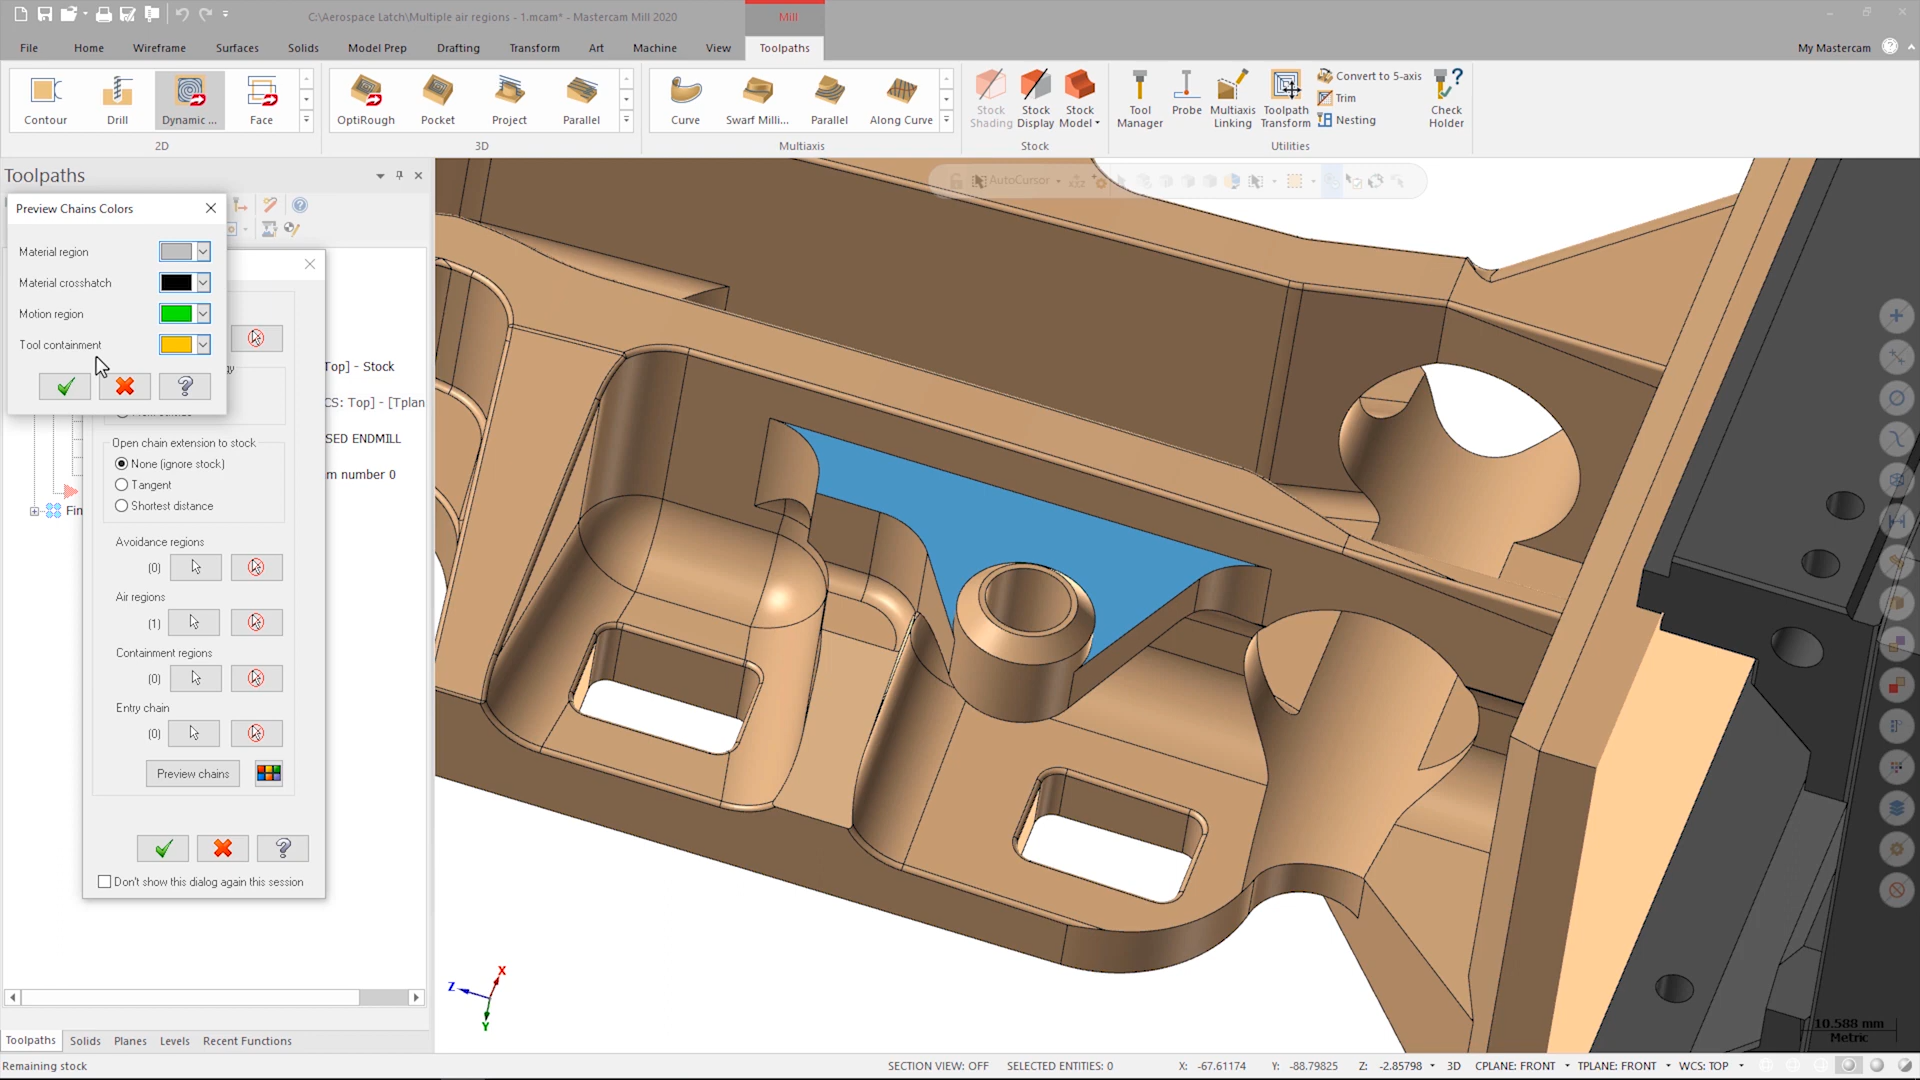 C:\Aerospace Latch\Multiple air regions - 1.mcam* - Mastercam Mill 2020
Mill
File Home Wireframe Surfaces Solids Model Prep Drafting Transform Art Machine View Toolpaths My Mastercam
Contour Drill Dynamic ... Face OptiRough Pocket Project Parallel Curve Swarf Milli... Parallel Along Curve
Stock Shading Stock Display Stock Model Tool Manager Probe Multiaxis Linking Toolpath Transform
Convert to 5-axis
Trim
Nesting
Check Holder
2D 3D Multiaxis Stock Utilities
Toolpaths
AutoCursor
Preview Chains Colors
Material region
Material crosshatch
Motion region
Tool containment
Top] - Stock
CS: Top] - [Tplan
SED ENDMILL
m number 0
Fin
Open chain extension to stock
None (ignore stock)
Tangent
Shortest distance
Avoidance regions
(0)
Air regions
(1)
Containment regions
(0)
Entry chain
(0)
Preview chains
Don't show this dialog again this session
X
Z
Y
10.588 mm
Metric
Toolpaths Solids Planes Levels Recent Functions
Remaining stock
SECTION VIEW: OFF SELECTED ENTITIES: 0 X: -67.61174 Y: -88.79825 Z: -2.85798 3D CPLANE: FRONT TPLANE: FRONT WCS: TOP